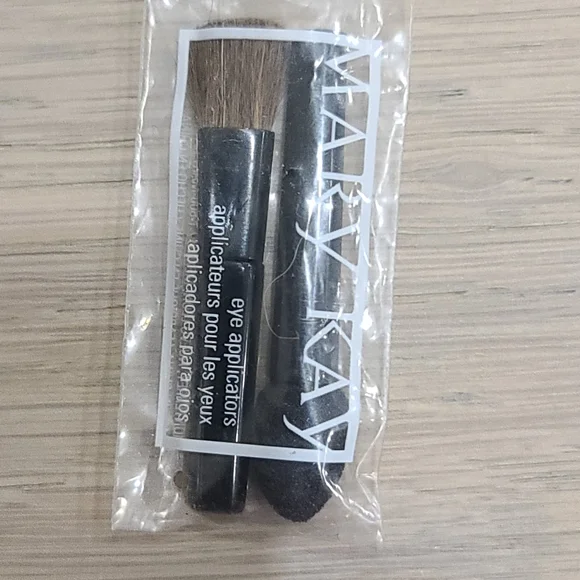 MARY KAY
eye applicators
applicateurs pour les yeux
aplicadores para ojos